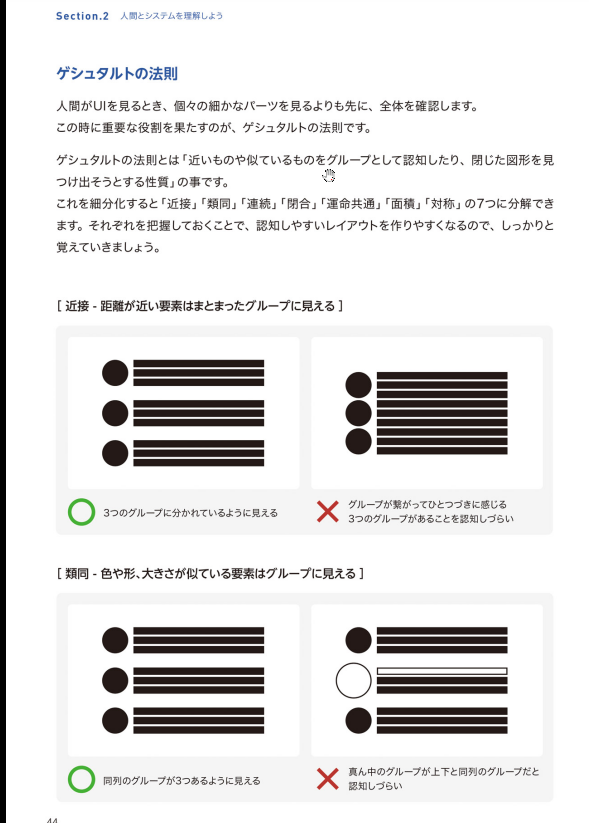 Section.2 人間とシステムを理解しよう
ゲシュタルトの法則
人間がUIを見るとき、個々の細かなパーツを見るよりも先に、全体を確認します。
この時に重要な役割を果たすのが、ゲシュタルトの法則です。
ゲシュタルトの法則とは「近いものや似ているものをグループとして認知したり、閉じた図形を見
つけ出そうとする性質」の事です。
これを細分化すると「近接」「類同」「連続」「閉合」「運命共通」「面積」「対称」の7つに分解でき
ます。それぞれを把握しておくことで、認知しやすいレイアウトを作りやすくなるので、しっかりと
覚えていきましょう。
[ 近接 - 距離が近い要素はまとまったグループに見える ]
3つのグループに分かれているように見える
グループが繋がってひとつづきに感じる
3つのグループがあることを認知しづらい
[ 類同 - 色や形、大きさが似ている要素はグループに見える ]
同列のグループが3つあるように見える
真ん中のグループが上下と同列のグループだと
認知しづらい
44